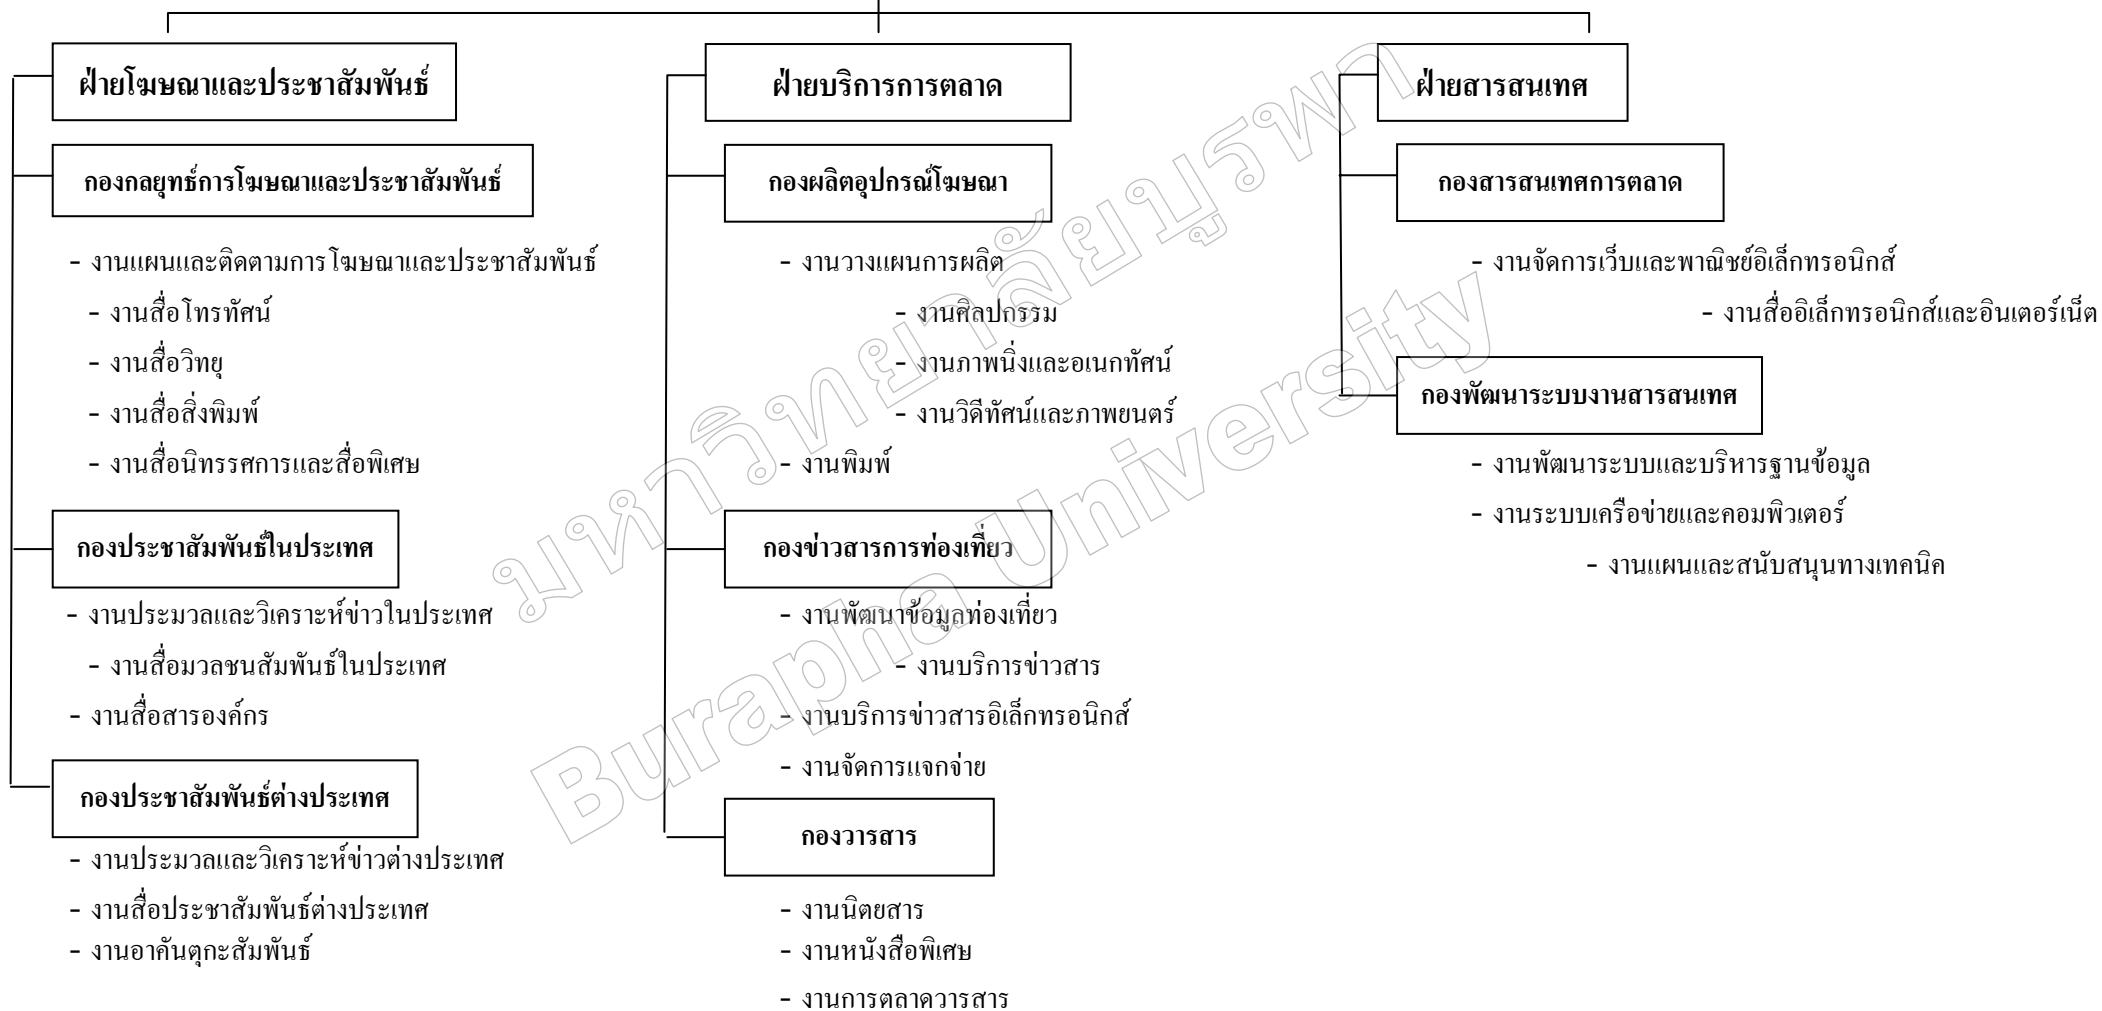 ฝ่ายโฆษณาและประชาสัมพันธ์
กองกลยุทธ์การโฆษณาและประชาสัมพันธ์
- งานแผนและติดตามการโฆษณาและประชาสัมพันธ์
- งานสื่อโทรทัศน์
- งานสื่อวิทยุ
- งานสื่อสิ่งพิมพ์
- งานสื่อนิทรรศการและสื่อพิเศษ
กองประชาสัมพันธ์ในประเทศ
- งานประมวลและวิเคราะห์ข่าวในประเทศ
- งานสื่อมวลชนสัมพันธ์ในประเทศ
- งานสื่อสารองค์กร
กองประชาสัมพันธ์ต่างประเทศ
- งานประมวลและวิเคราะห์ข่าวต่างประเทศ
- งานสื่อประชาสัมพันธ์ต่างประเทศ
- งานอาคันตุกะสัมพันธ์
ฝ่ายบริการการตลาด
กองผลิตอุปกรณ์โฆษณา
- งานวางแผนการผลิต
- งานศิลปกรรม
- งานภาพนิ่งและอเนกทัศน์
- งานวิดีทัศน์และภาพยนตร์
- งานพิมพ์
กองข่าวสารการท่องเที่ยว
- งานพัฒนาข้อมูลท่องเที่ยว
- งานบริการข่าวสาร
- งานบริการข่าวสารอิเล็กทรอนิกส์
- งานจัดการแจกจ่าย
กองวารสาร
- งานนิตยสาร
- งานหนังสือพิเศษ
- งานการตลาดวารสาร
ฝ่ายสารสนเทศ
กองสารสนเทศการตลาด
- งานจัดการเว็บและพาณิชย์อิเล็กทรอนิกส์
- งานสื่ออิเล็กทรอนิกส์และอินเตอร์เน็ต
กองพัฒนาระบบงานสารสนเทศ
- งานพัฒนาระบบและบริหารฐานข้อมูล
- งานระบบเครือข่ายและคอมพิวเตอร์
- งานแผนและสนับสนุนทางเทคนิค
มหาวิทยาลัยบูรพา
Burapha University